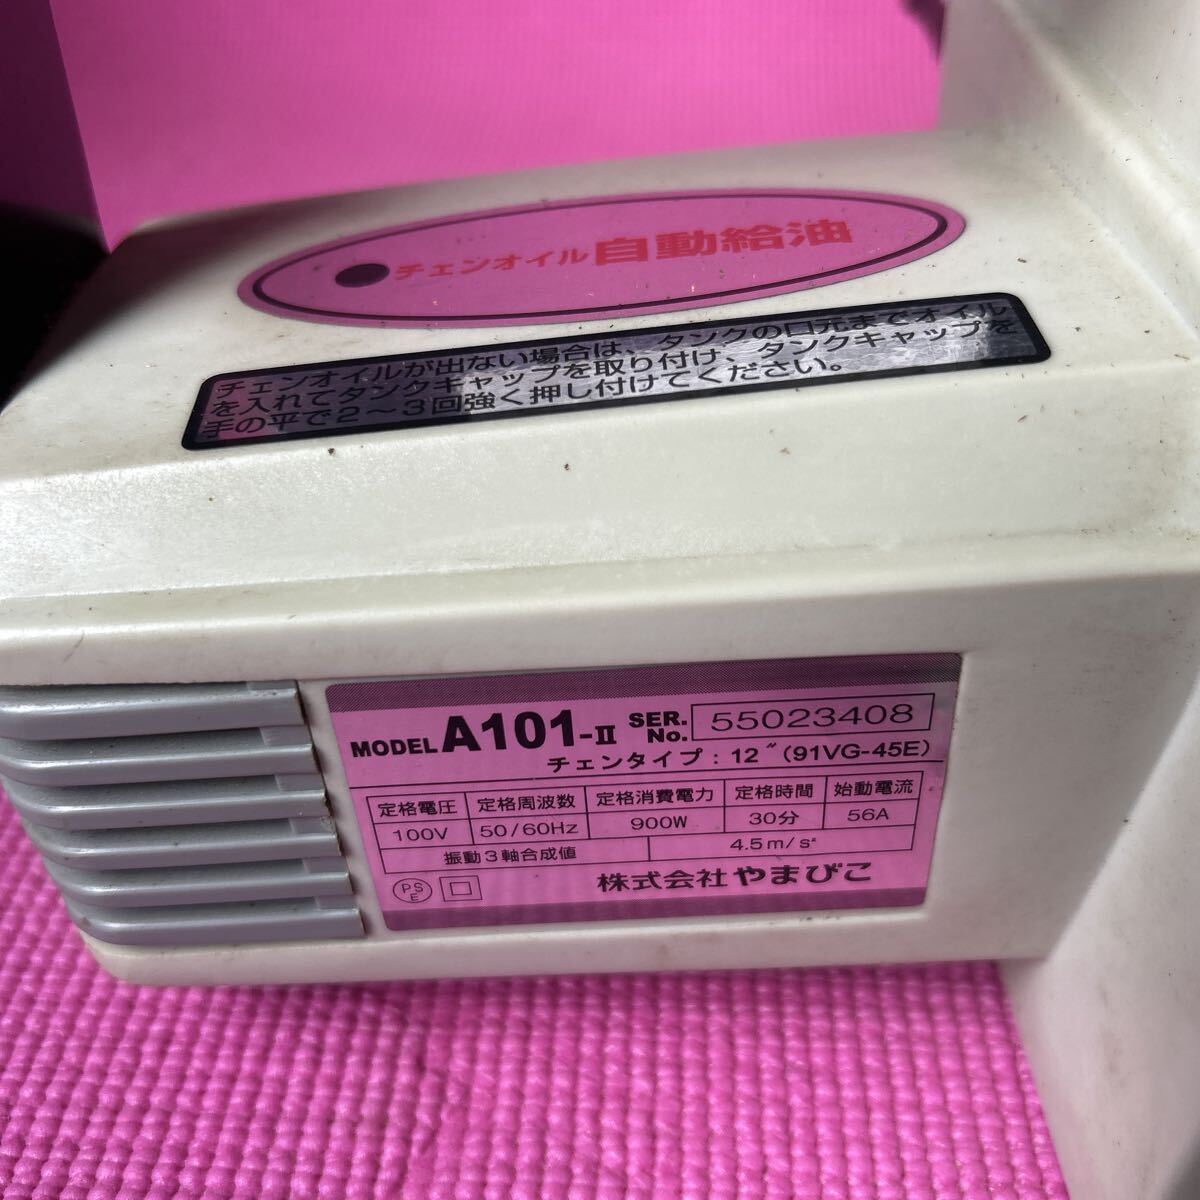 チェンオイル 自動給油
チェンオイルが出ない場合は、タンクの口元までオイル
を入れてタンクキャップを取り付け、タンクキャップを
手の平で2～3回強く押し付けてください。
MODEL A101-II SER. No. 55023408
チェンタイプ：12〃(91VG-45E)
定格電圧 定格周波数 定格消費電力 定格時間 始動電流
100V 50/60Hz 900W 30分 56A
振動3軸合成値 4.5m/s²
PSE 株式会社やまびこ